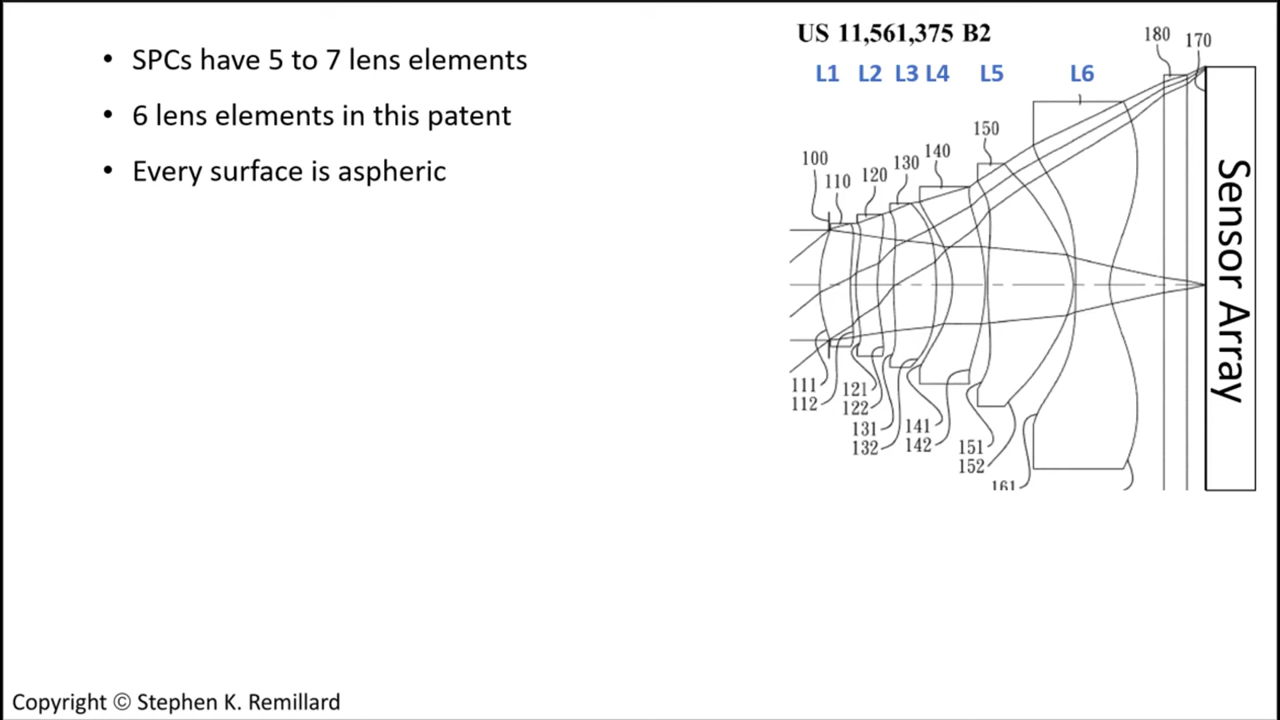 • SPCs have 5 to 7 lens elements
• 6 lens elements in this patent
• Every surface is aspheric
US 11,561,375 B2
L1 L2 L3 L4 L5 L6
180 170
150
140
130
120
110
100
111
112
121
122
131
132
141
142
151
152
161
Sensor Array
Copyright © Stephen K. Remillard